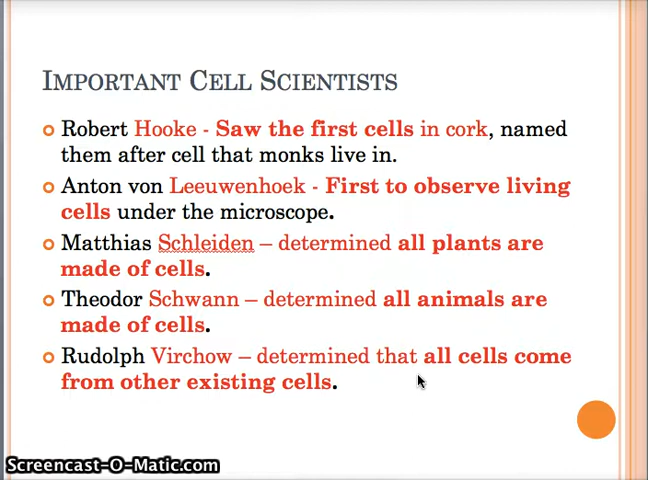 IMPORTANT CELL SCIENTISTS
Robert Hooke - Saw the first cells in cork, named
them after cell that monks live in.
Anton von Leeuwenhoek - First to observe living
cells under the microscope.
Matthias Schleiden – determined all plants are
made of cells.
Theodor Schwann – determined all animals are
made of cells.
Rudolph Virchow – determined that all cells come
from other existing cells.
Screencast-O-Matic.com